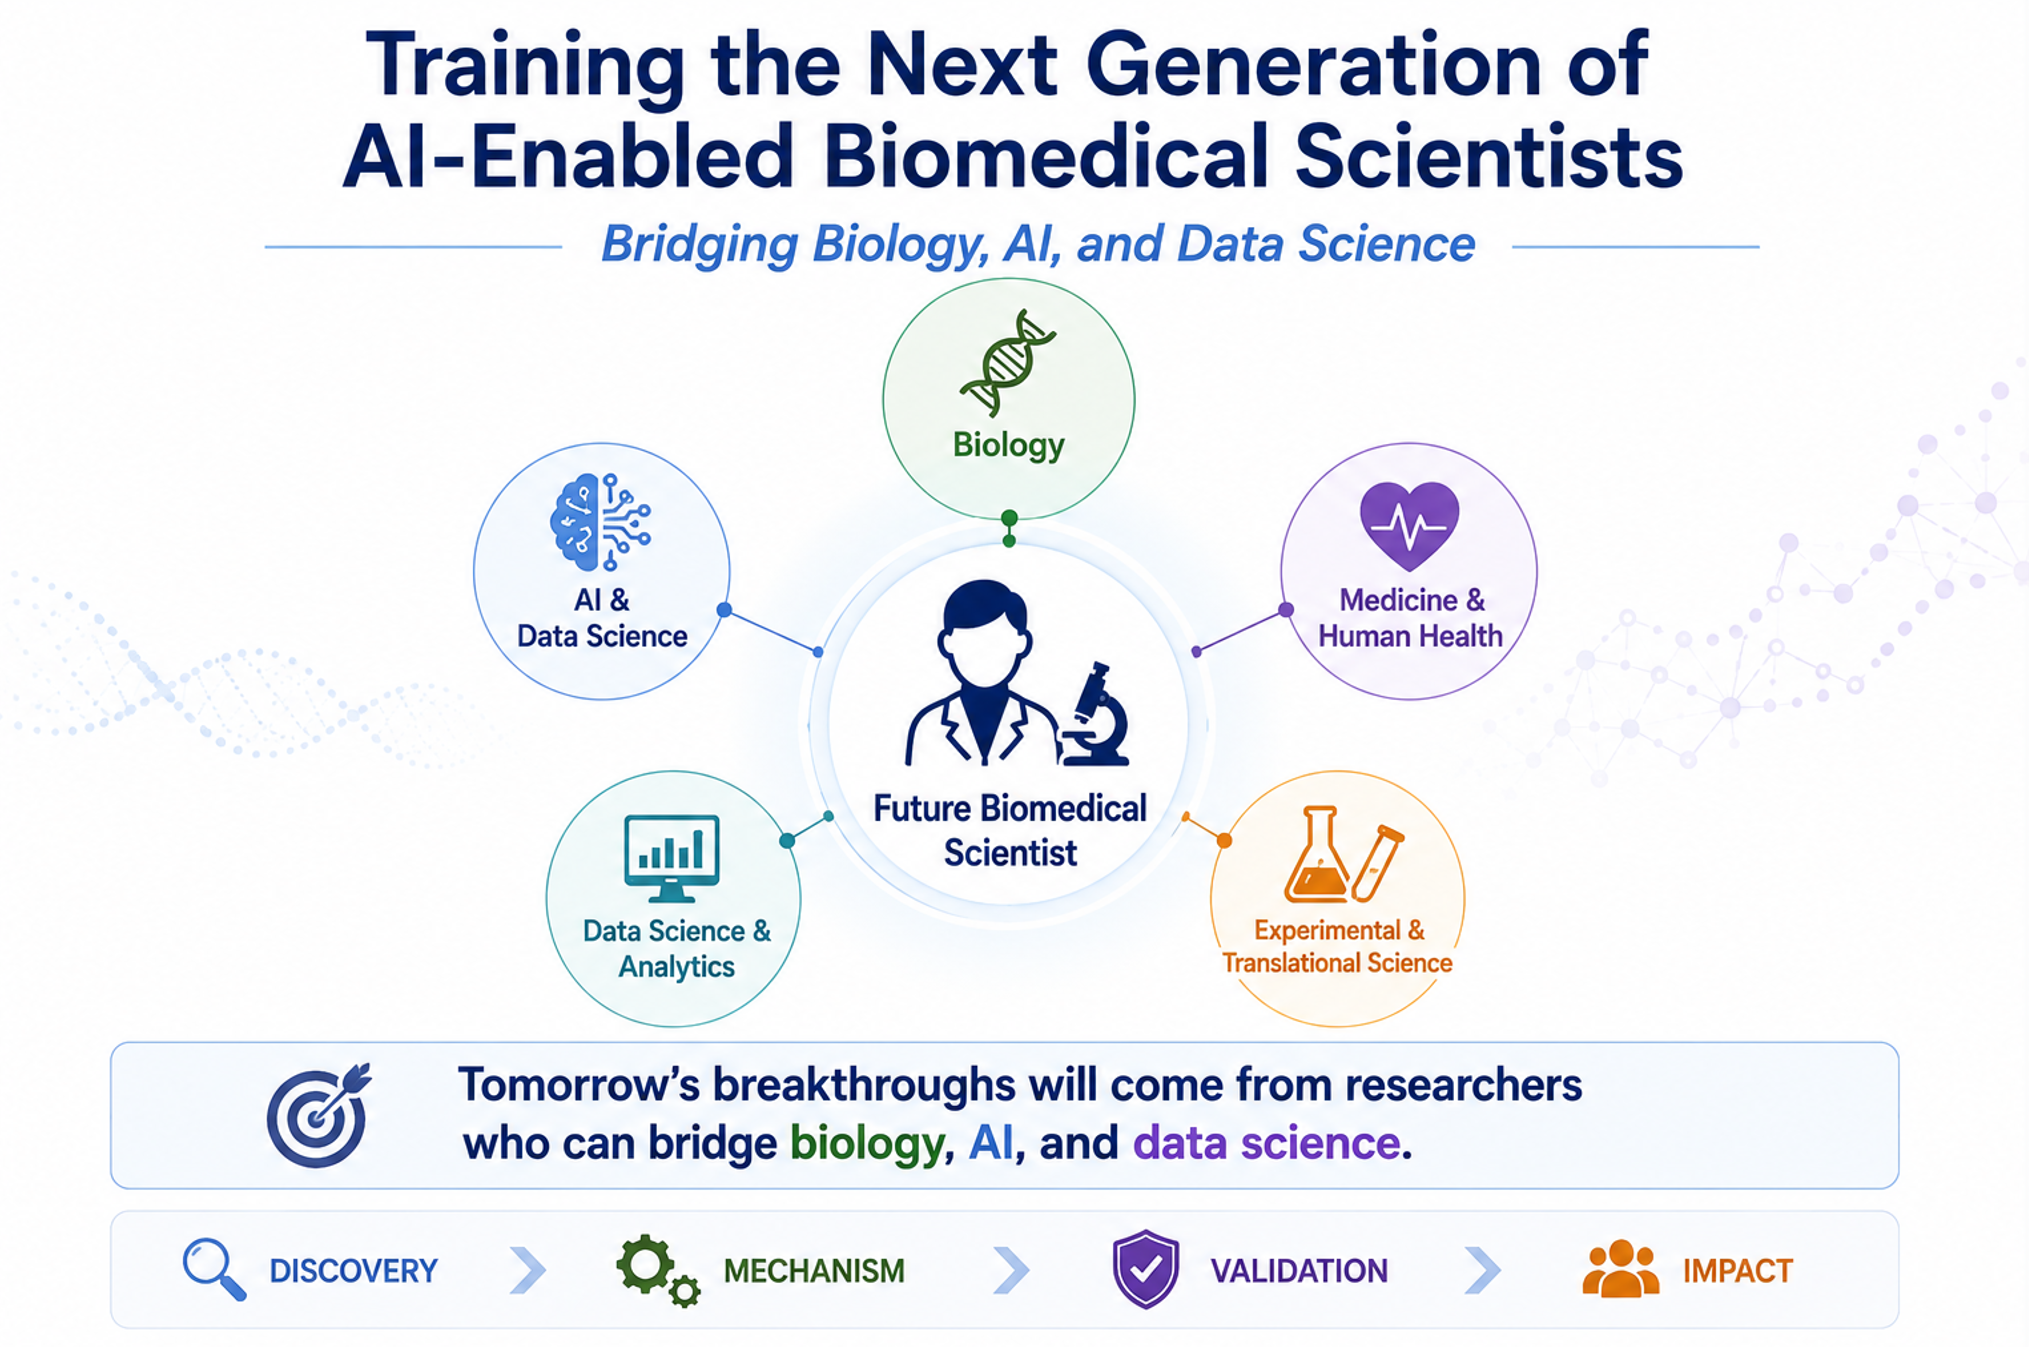 Training the Next Generation of
AI-Enabled Biomedical Scientists
Bridging Biology, AI, and Data Science
Biology
AI &
Data Science
Medicine &
Human Health
Future Biomedical
Scientist
Data Science &
Analytics
Experimental &
Translational Science
Tomorrow’s breakthroughs will come from researchers
who can bridge biology, AI, and data science.
DISCOVERY
MECHANISM
VALIDATION
IMPACT